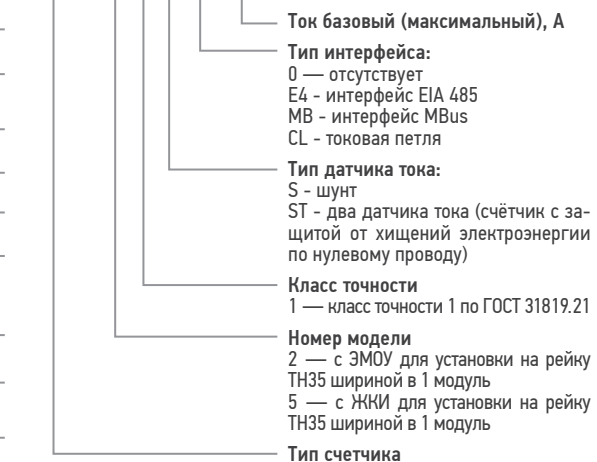 Ток базовый (максимальный), А
Тип интерфейса:
0 — отсутствует
E4 - интерфейс EIA 485
MB - интерфейс MBus
CL - токовая петля
Тип датчика тока:
S - шунт
ST - два датчика тока (счётчик с за-
щитой от хищений электроэнергии
по нулевому проводу)
Класс точности
1 — класс точности 1 по ГОСТ 31819.21
Номер модели
2 — с ЭМОУ для установки на рейку
ТН35 шириной в 1 модуль
5 — с ЖКИ для установки на рейку
ТН35 шириной в 1 модуль
Тип счетчика